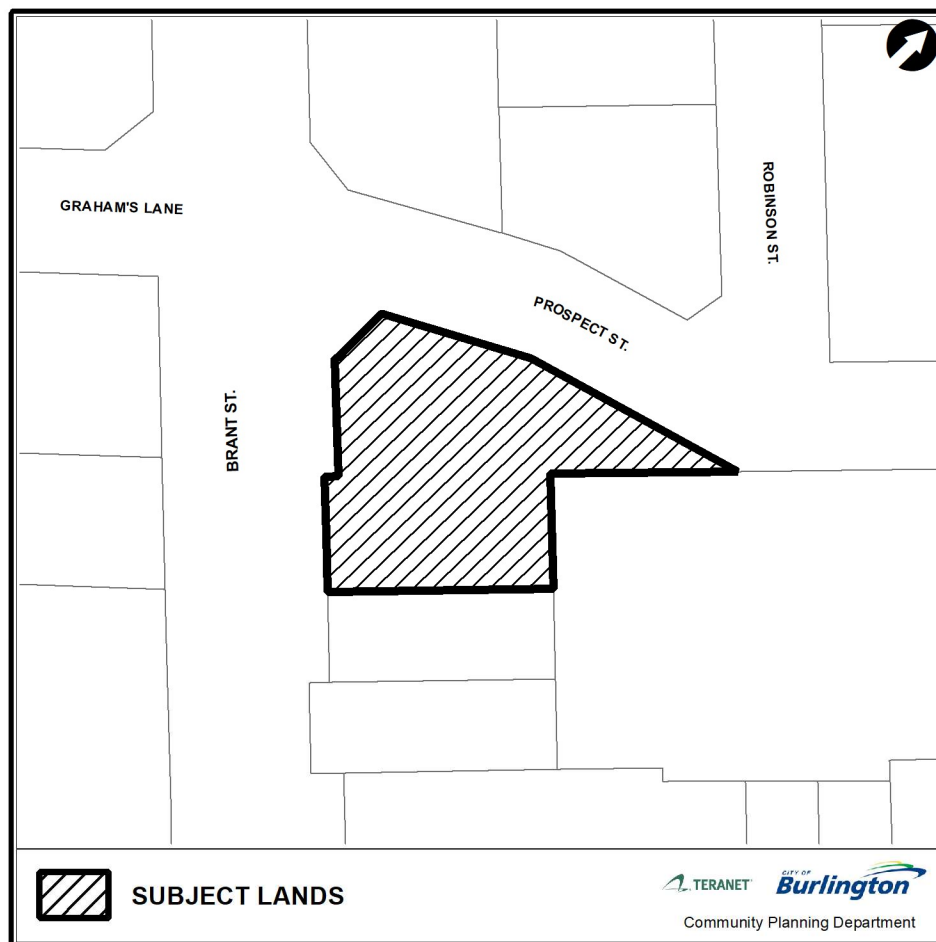 GRAHAM'S LANE
ROBINSON ST.
PROSPECT ST.
BRANT ST.
SUBJECT LANDS
TERANET
CITY OF
Burlington
Community Planning Department